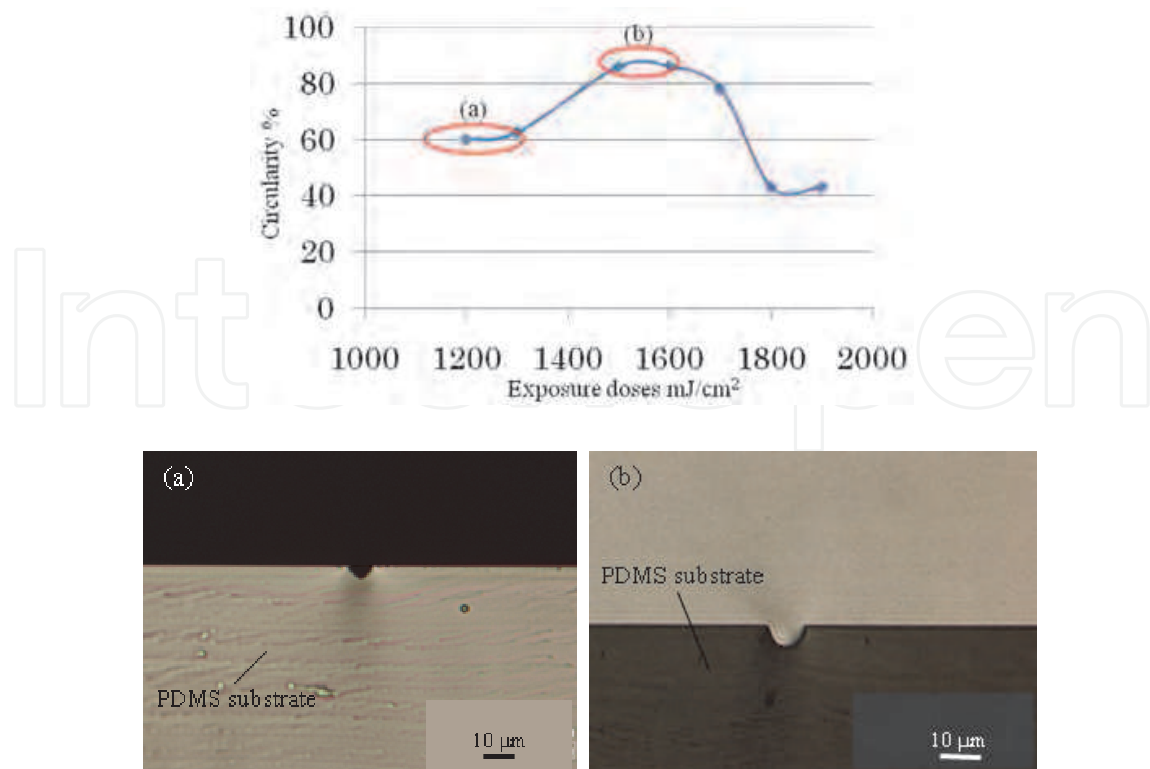 100
(b)
80
(a)
60
40
20
0
Circularity %
1000 1200 1400 1600 1800 2000
Exposure doses mJ/cm²
(a)
PDMS substrate
10 µm
(b)
PDMS substrate
10 µm